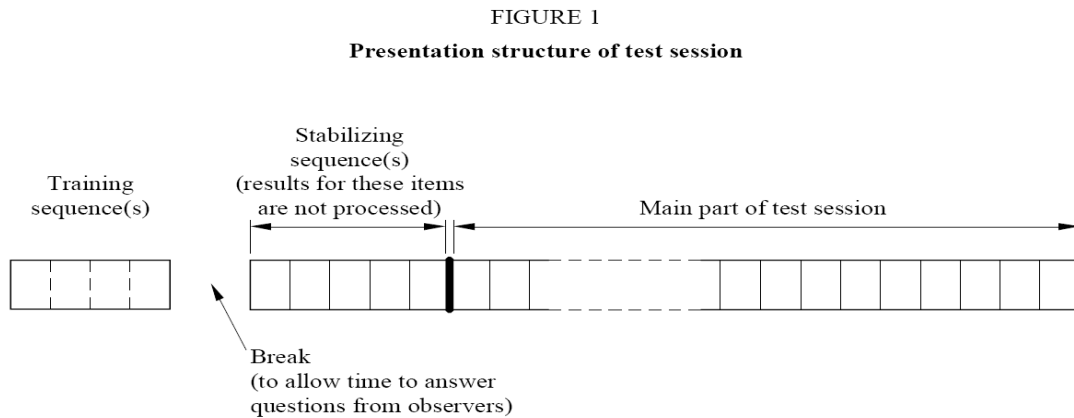 FIGURE 1
Presentation structure of test session
Stabilizing
sequence(s)
(results for these items
are not processed)
Training
sequence(s)
Main part of test session
Break
(to allow time to answer
questions from observers)